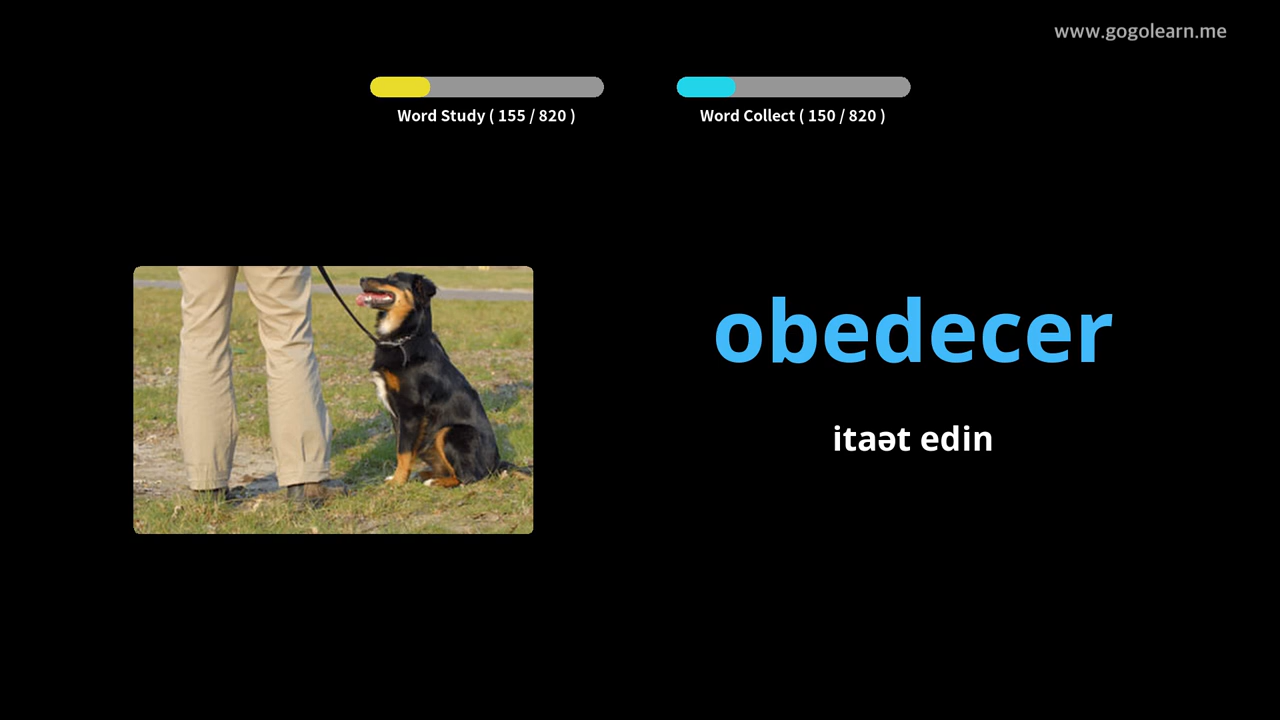 www.gogolearn.me
Word Study ( 155 / 820 )
Word Collect ( 150 / 820 )
obedecer
itaət edin